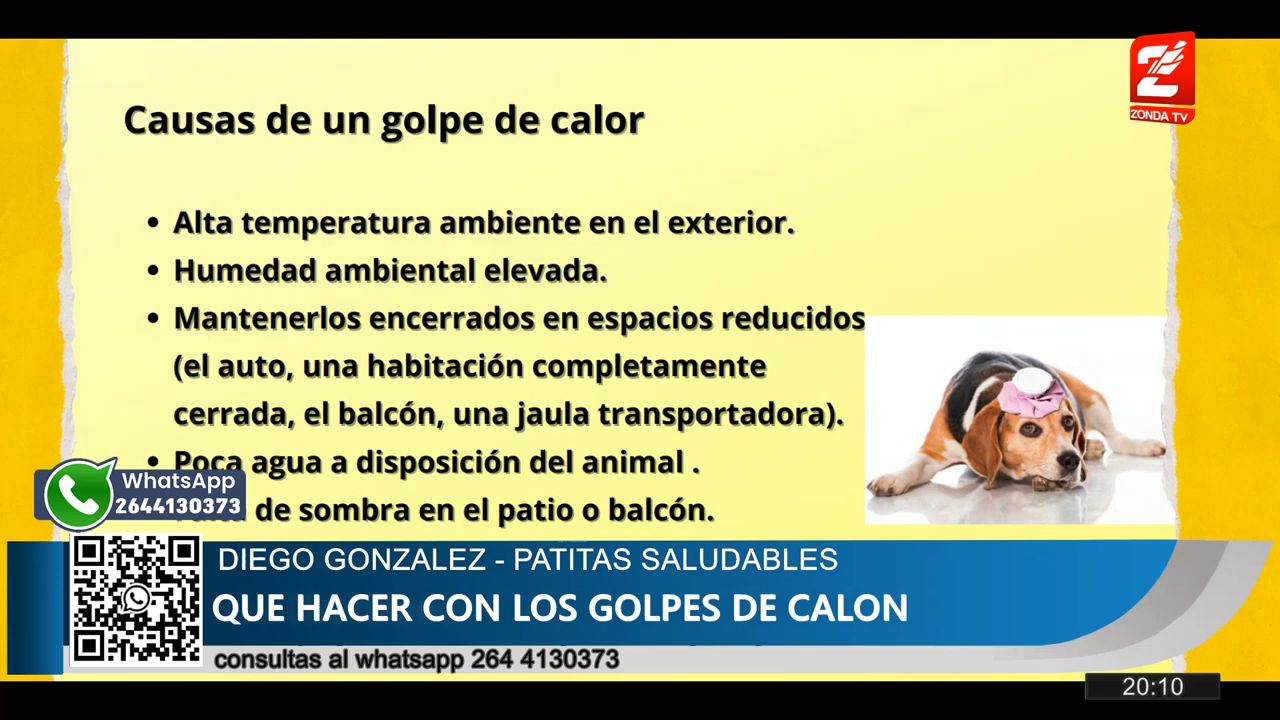 Causas de un golpe de calor
ZONDA TV
• Alta temperatura ambiente en el exterior.
• Humedad ambiental elevada.
• Mantenerlos encerrados en espacios reducidos
(el auto, una habitación completamente
cerrada, el balcón, una jaula transportadora).
• Poca agua a disposición del animal .
de sombra en el patio o balcón.
WhatsApp
2644130373
DIEGO GONZALEZ - PATITAS SALUDABLES
QUE HACER CON LOS GOLPES DE CALON
consultas al whatsapp 264 4130373
20:10